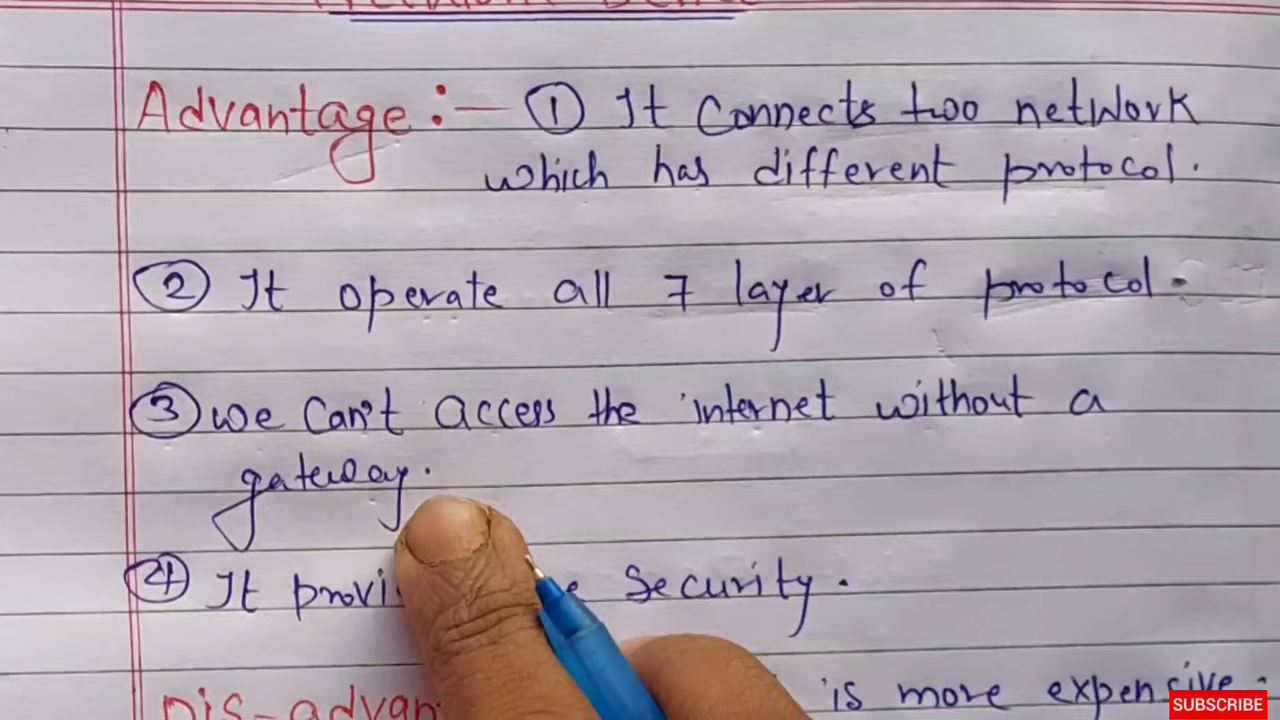 Advantage :- ① It connects two network
which has different protocol.
② It operate all 7 layer of protocol.
③ we can't access the internet without a
gateway.
④ It security.
is more expensive.
SUBSCRIBE